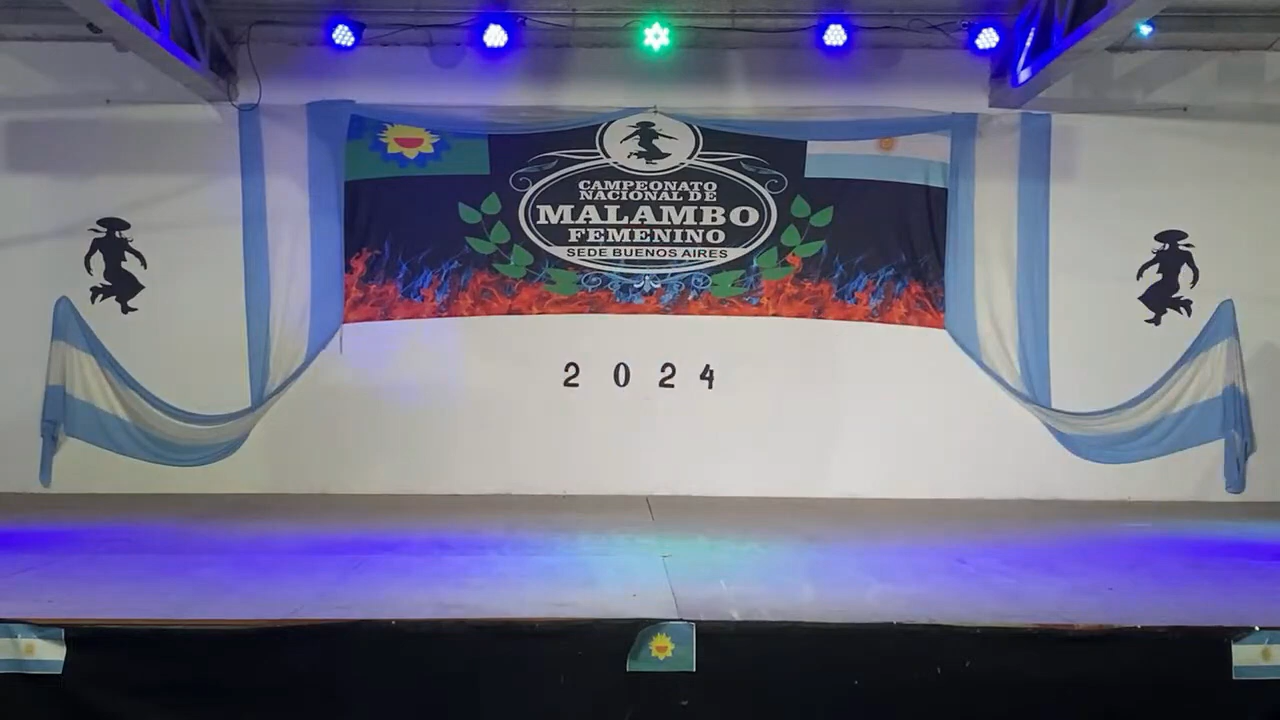 CAMPEONATO
NACIONAL DE
MALAMBO
FEMENINO
SEDE BUENOS AIRES
2024